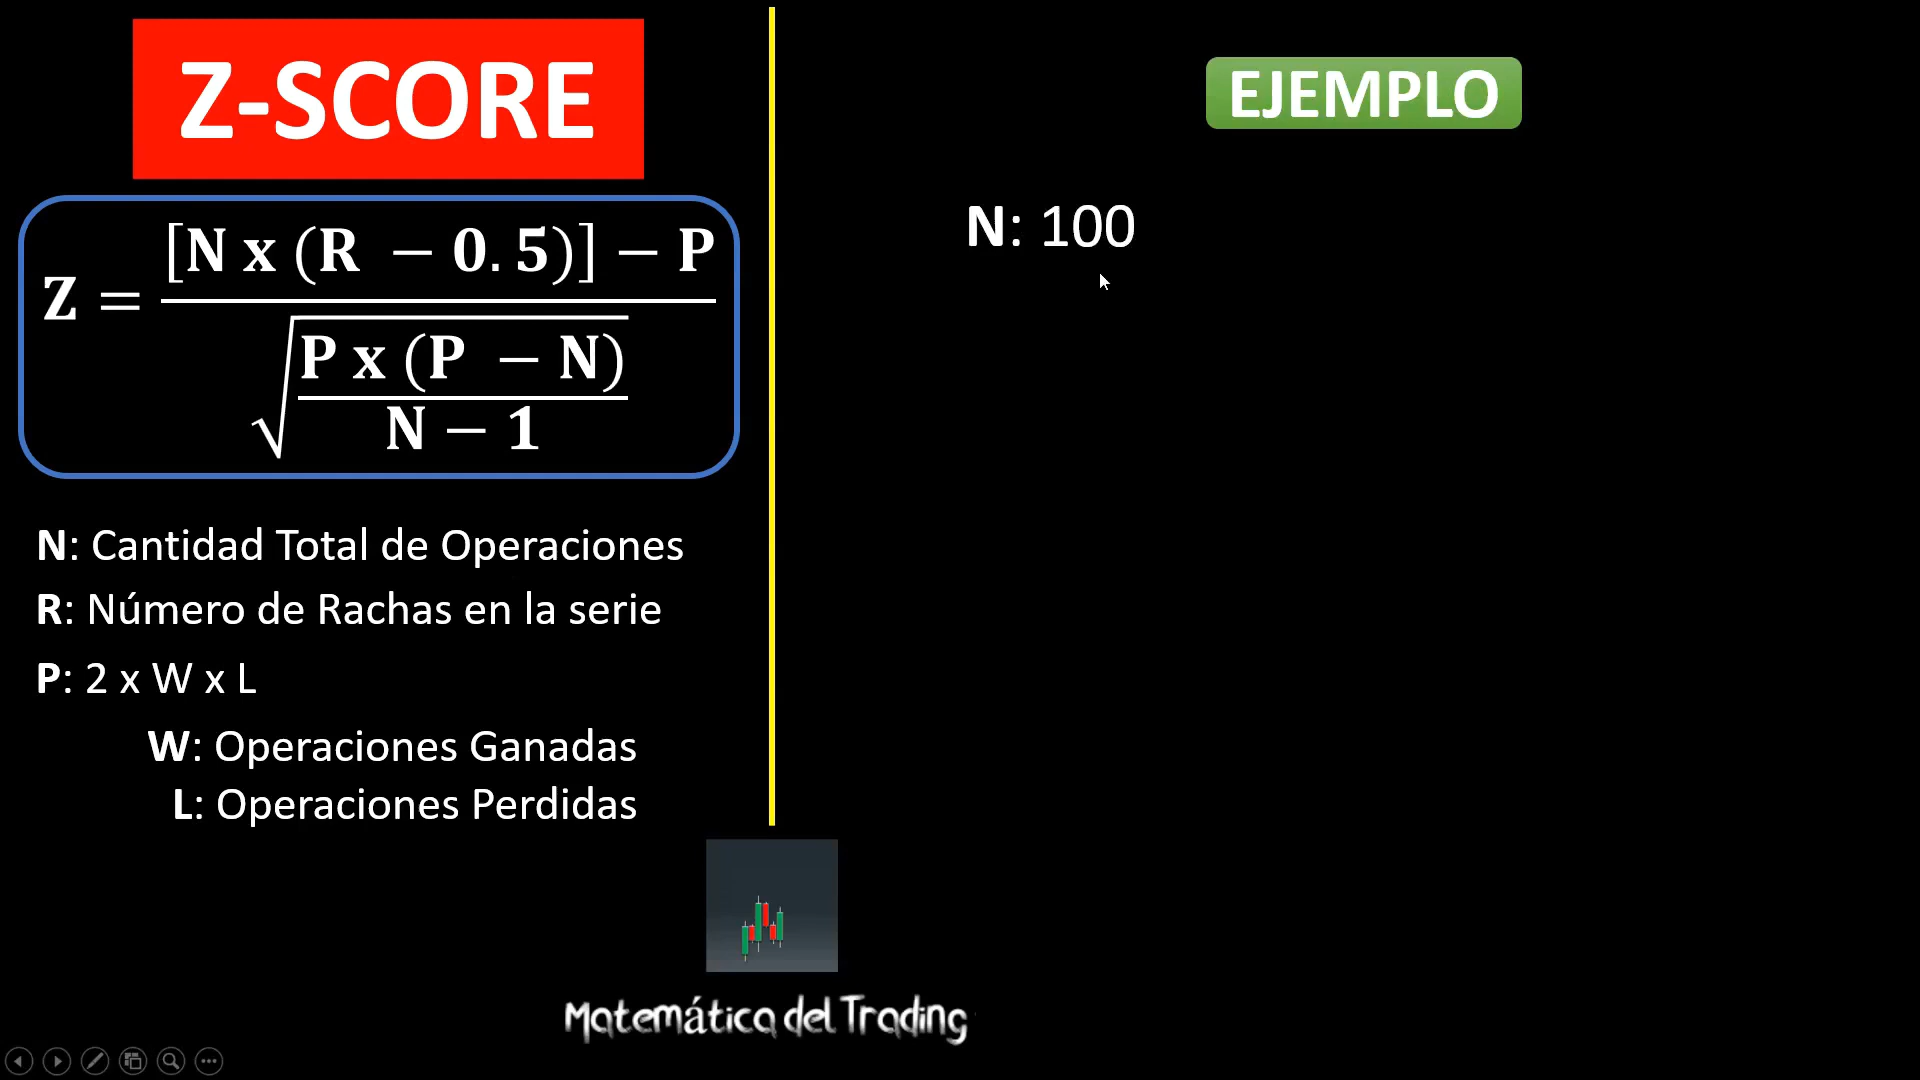 Z-SCORE
Z = [N x (R - 0.5)] - P
√ P x (P - N)
N - 1
N: Cantidad Total de Operaciones
R: Número de Rachas en la serie
P: 2 x W x L
W: Operaciones Ganadas
L: Operaciones Perdidas
EJEMPLO
N: 100
Matemática del Trading